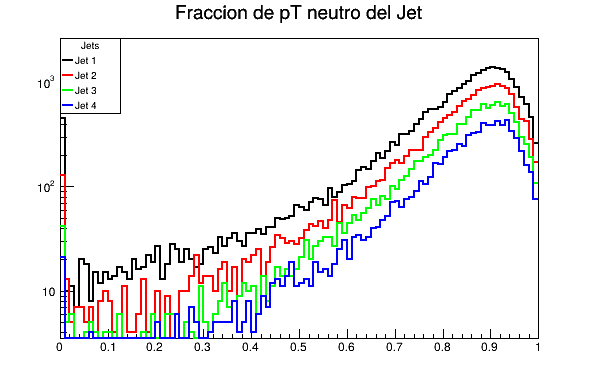 Fraccion de pT neutro del Jet
Jets
Jet 1
Jet 2
Jet 3
Jet 4
10³
10²
10
0 0.1 0.2 0.3 0.4 0.5 0.6 0.7 0.8 0.9 1